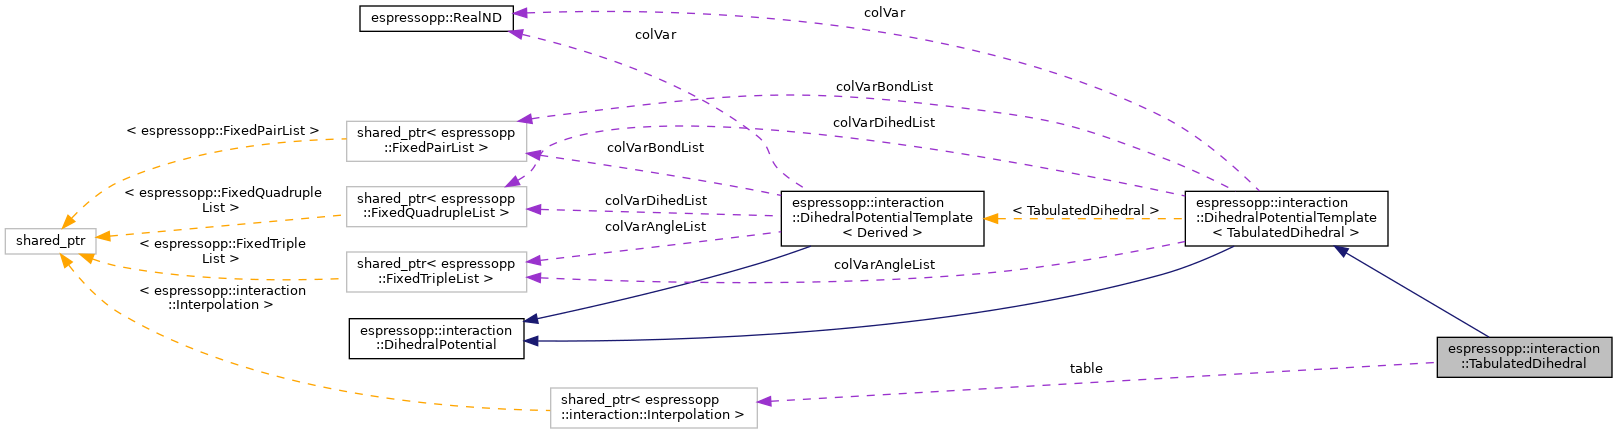 espressopp::RealND
colVar
colVar
colVarBondList
colVarDihedList
< espressopp::FixedPairList >
shared_ptr< espressopp
::FixedPairList >
colVarBondList
< espressopp::FixedQuadruple
List >
shared_ptr< espressopp
::FixedQuadrupleList >
colVarDihedList
espressopp::interaction
::DihedralPotentialTemplate
< Derived >
< TabulatedDihedral >
espressopp::interaction
::DihedralPotentialTemplate
< TabulatedDihedral >
shared_ptr
< espressopp::FixedTriple
List >
shared_ptr< espressopp
::FixedTripleList >
colVarAngleList
colVarAngleList
< espressopp::interaction
::Interpolation >
espressopp::interaction
::DihedralPotential
espressopp::interaction
::TabulatedDihedral
table
shared_ptr< espressopp
::interaction::Interpolation >